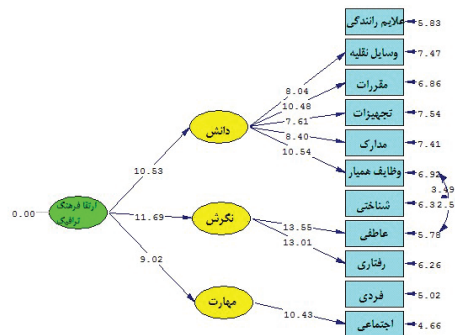 علایم رانندگی
5.83
وسایل نقلیه
7.47
8.04
مقررات
6.86
10.48
تجهیزات
7.54
7.61
دانش
مدارک
7.41
8.40
10.54
وظایف همیار
6.92
10.53
3.49
شناختی
6.32.5
ارتقا فرهنگ
ترافیک
0.00
11.69
نگرش
13.55
عاطفی
5.78
13.01
رفتاری
6.26
9.02
فردی
5.02
مهارت
10.43
اجتماعی
4.66